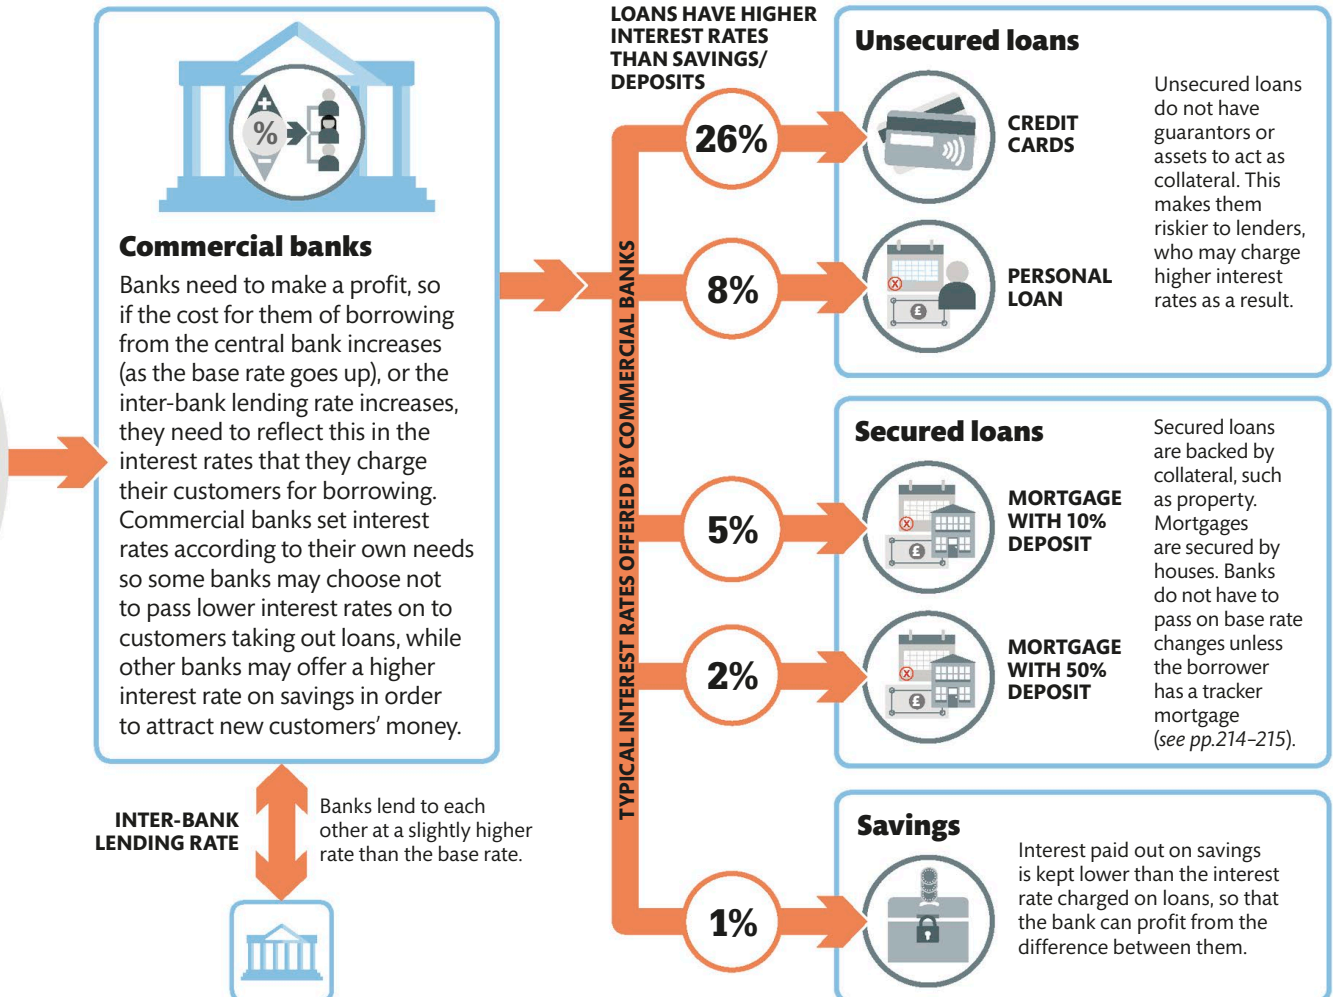 Commercial banks
Banks need to make a profit, so
if the cost for them of borrowing
from the central bank increases
(as the base rate goes up), or the
inter-bank lending rate increases,
they need to reflect this in the
interest rates that they charge
their customers for borrowing.
Commercial banks set interest
rates according to their own needs
so some banks may choose not
to pass lower interest rates on to
customers taking out loans, while
other banks may offer a higher
interest rate on savings in order
to attract new customers’ money.
+
%
−
INTER-BANK
LENDING RATE
Banks lend to each
other at a slightly higher
rate than the base rate.
LOANS HAVE HIGHER
INTEREST RATES
THAN SAVINGS/
DEPOSITS
TYPICAL INTEREST RATES OFFERED BY COMMERCIAL BANKS
Unsecured loans
26%
CREDIT
CARDS
8%
£
PERSONAL
LOAN
Unsecured loans
do not have
guarantors or
assets to act as
collateral. This
makes them
riskier to lenders,
who may charge
higher interest
rates as a result.
Secured loans
5%
£
MORTGAGE
WITH 10%
DEPOSIT
2%
£
MORTGAGE
WITH 50%
DEPOSIT
Secured loans
are backed by
collateral, such
as property.
Mortgages
are secured by
houses. Banks
do not have to
pass on base rate
changes unless
the borrower
has a tracker
mortgage
(see pp.214–215).
Savings
1%
Interest paid out on savings
is kept lower than the interest
rate charged on loans, so that
the bank can profit from the
difference between them.